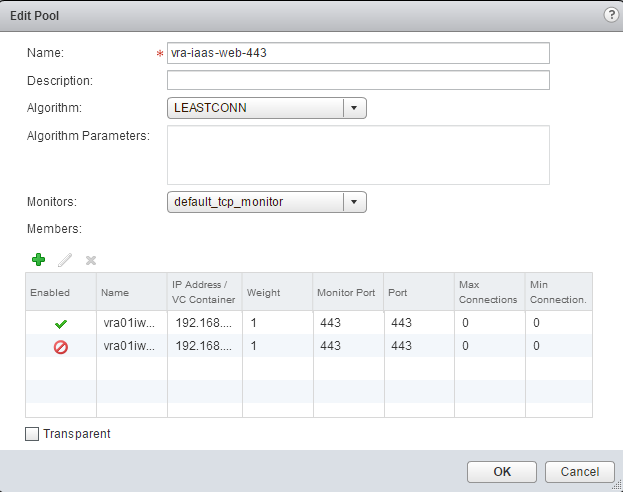 Edit Pool
?
Name: * vra-iaas-web-443
Description:
Algorithm: LEASTCONN
Algorithm Parameters:
Monitors: default_tcp_monitor
Members:
Enabled Name IP Address / VC Container Weight Monitor Port Port Max Connections Min Connection.
vra01iw... 192.168.... 1 443 443 0 0
vra01iw... 192.168.... 1 443 443 0 0
Transparent
OK Cancel